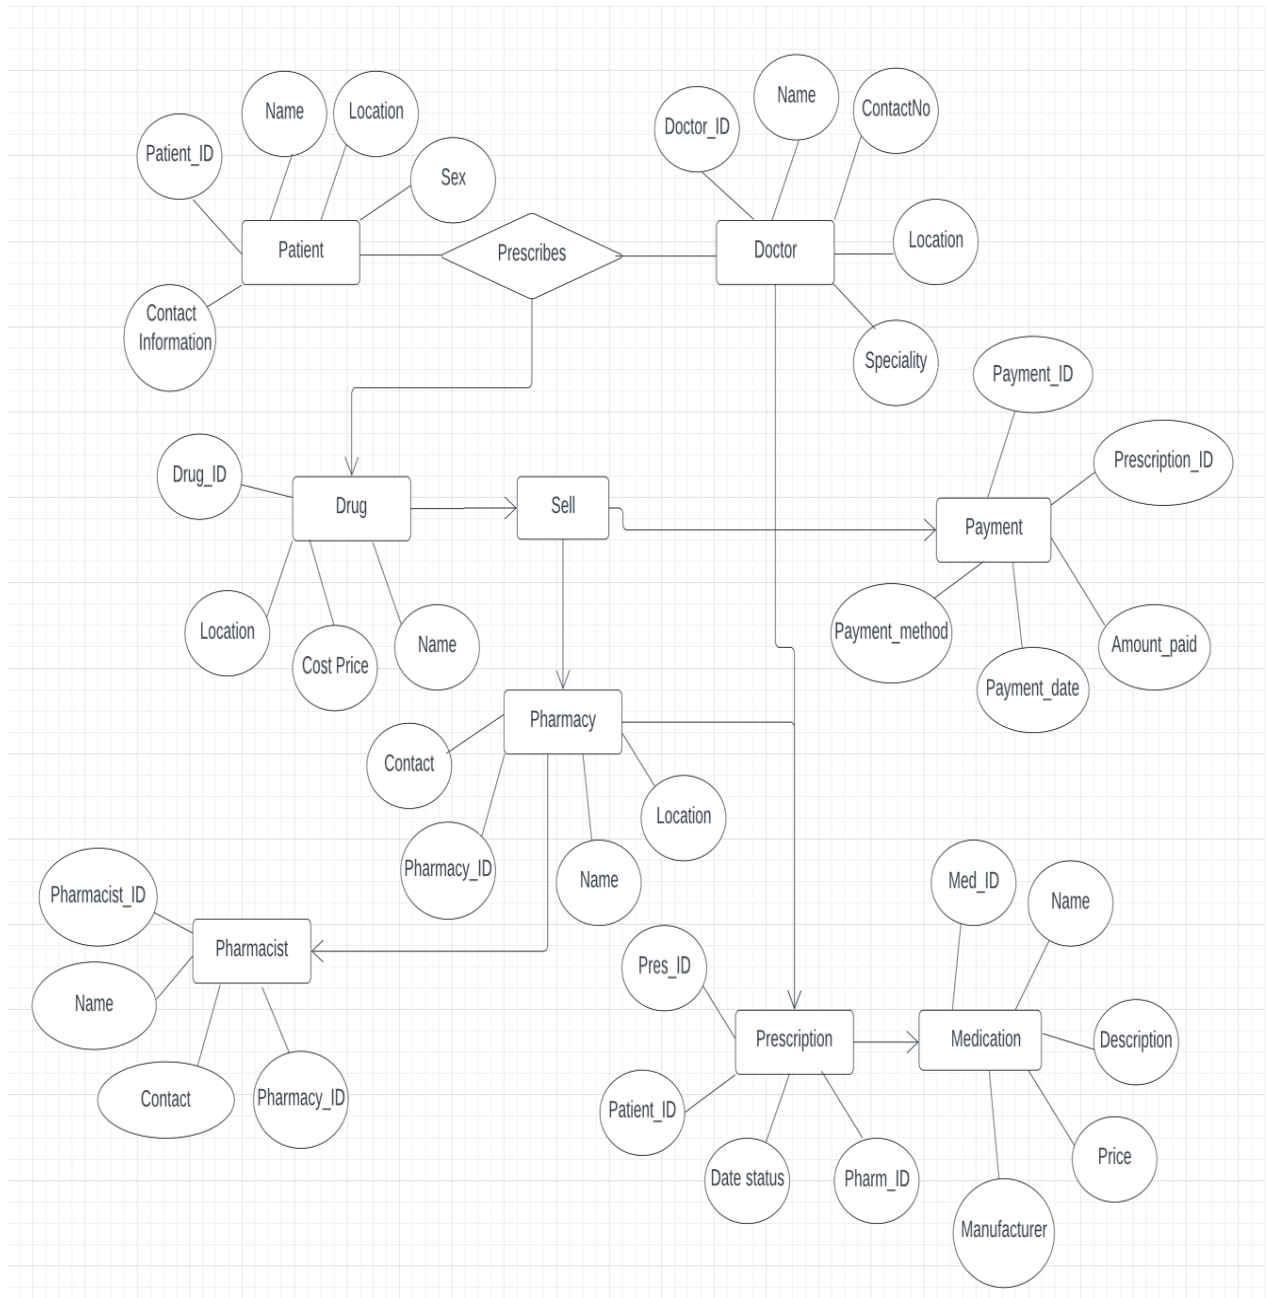 Name
Location
Patient_ID
Sex
Patient
Contact
Information
Prescribes
Doctor_ID
Name
ContactNo
Location
Doctor
Speciality
Payment_ID
Prescription_ID
Payment
Payment_method
Payment_date
Amount_paid
Drug_ID
Drug
Sell
Location
Cost Price
Name
Pharmacy
Contact
Location
Pharmacy_ID
Name
Pharmacist_ID
Pharmacist
Name
Contact
Pharmacy_ID
Pres_ID
Prescription
Patient_ID
Date status
Pharm_ID
Med_ID
Name
Medication
Description
Price
Manufacturer